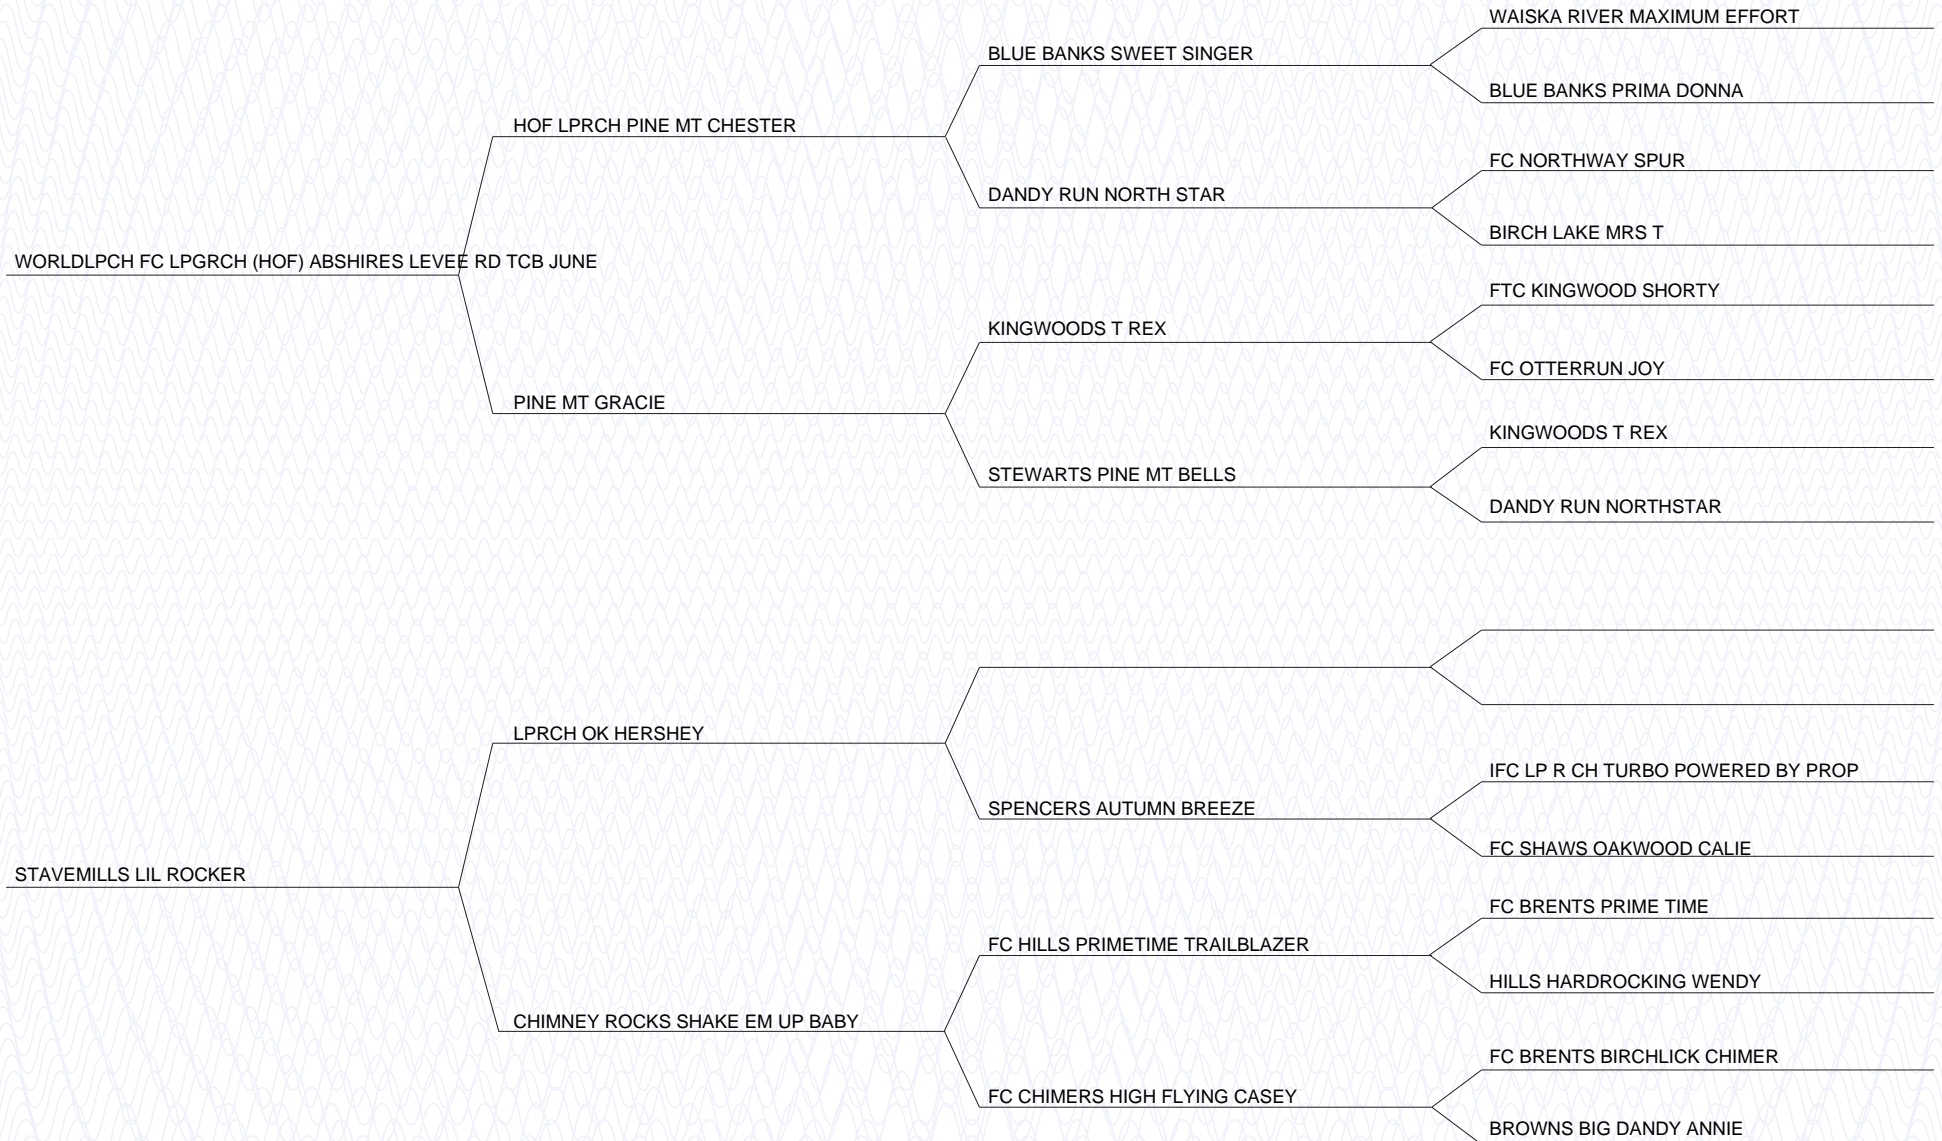 WAISKA RIVER MAXIMUM EFFORT
BLUE BANKS SWEET SINGER
BLUE BANKS PRIMA DONNA
HOF LPRCH PINE MT CHESTER
FC NORTHWAY SPUR
DANDY RUN NORTH STAR
BIRCH LAKE MRS T
WORLDLPCH FC LPGRCH (HOF) ABSHIRES LEVEE RD TCB JUNE
FTC KINGWOOD SHORTY
KINGWOODS T REX
FC OTTERRUN JOY
PINE MT GRACIE
KINGWOODS T REX
STEWARTS PINE MT BELLS
DANDY RUN NORTHSTAR
LPRCH OK HERSHEY
IFC LP R CH TURBO POWERED BY PROP
SPENCERS AUTUMN BREEZE
FC SHAWS OAKWOOD CALIE
STAVEMILLS LIL ROCKER
FC BRENTS PRIME TIME
FC HILLS PRIMETIME TRAILBLAZER
HILLS HARDROCKING WENDY
CHIMNEY ROCKS SHAKE EM UP BABY
FC BRENTS BIRCHLICK CHIMER
FC CHIMERS HIGH FLYING CASEY
BROWNS BIG DANDY ANNIE